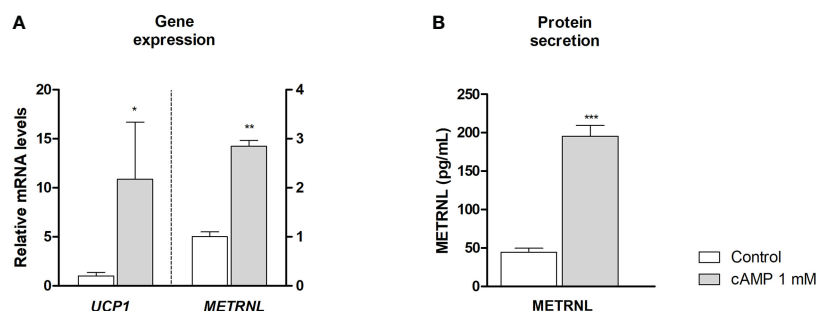 A
Gene
expression
Relative mRNA levels
20
15
10
5
0
4
3
2
1
0
*
**
UCP1
METRNL
B
Protein
secretion
METRNL (pg/mL)
250
200
150
100
50
0
***
METRNL
Control
cAMP 1 mM